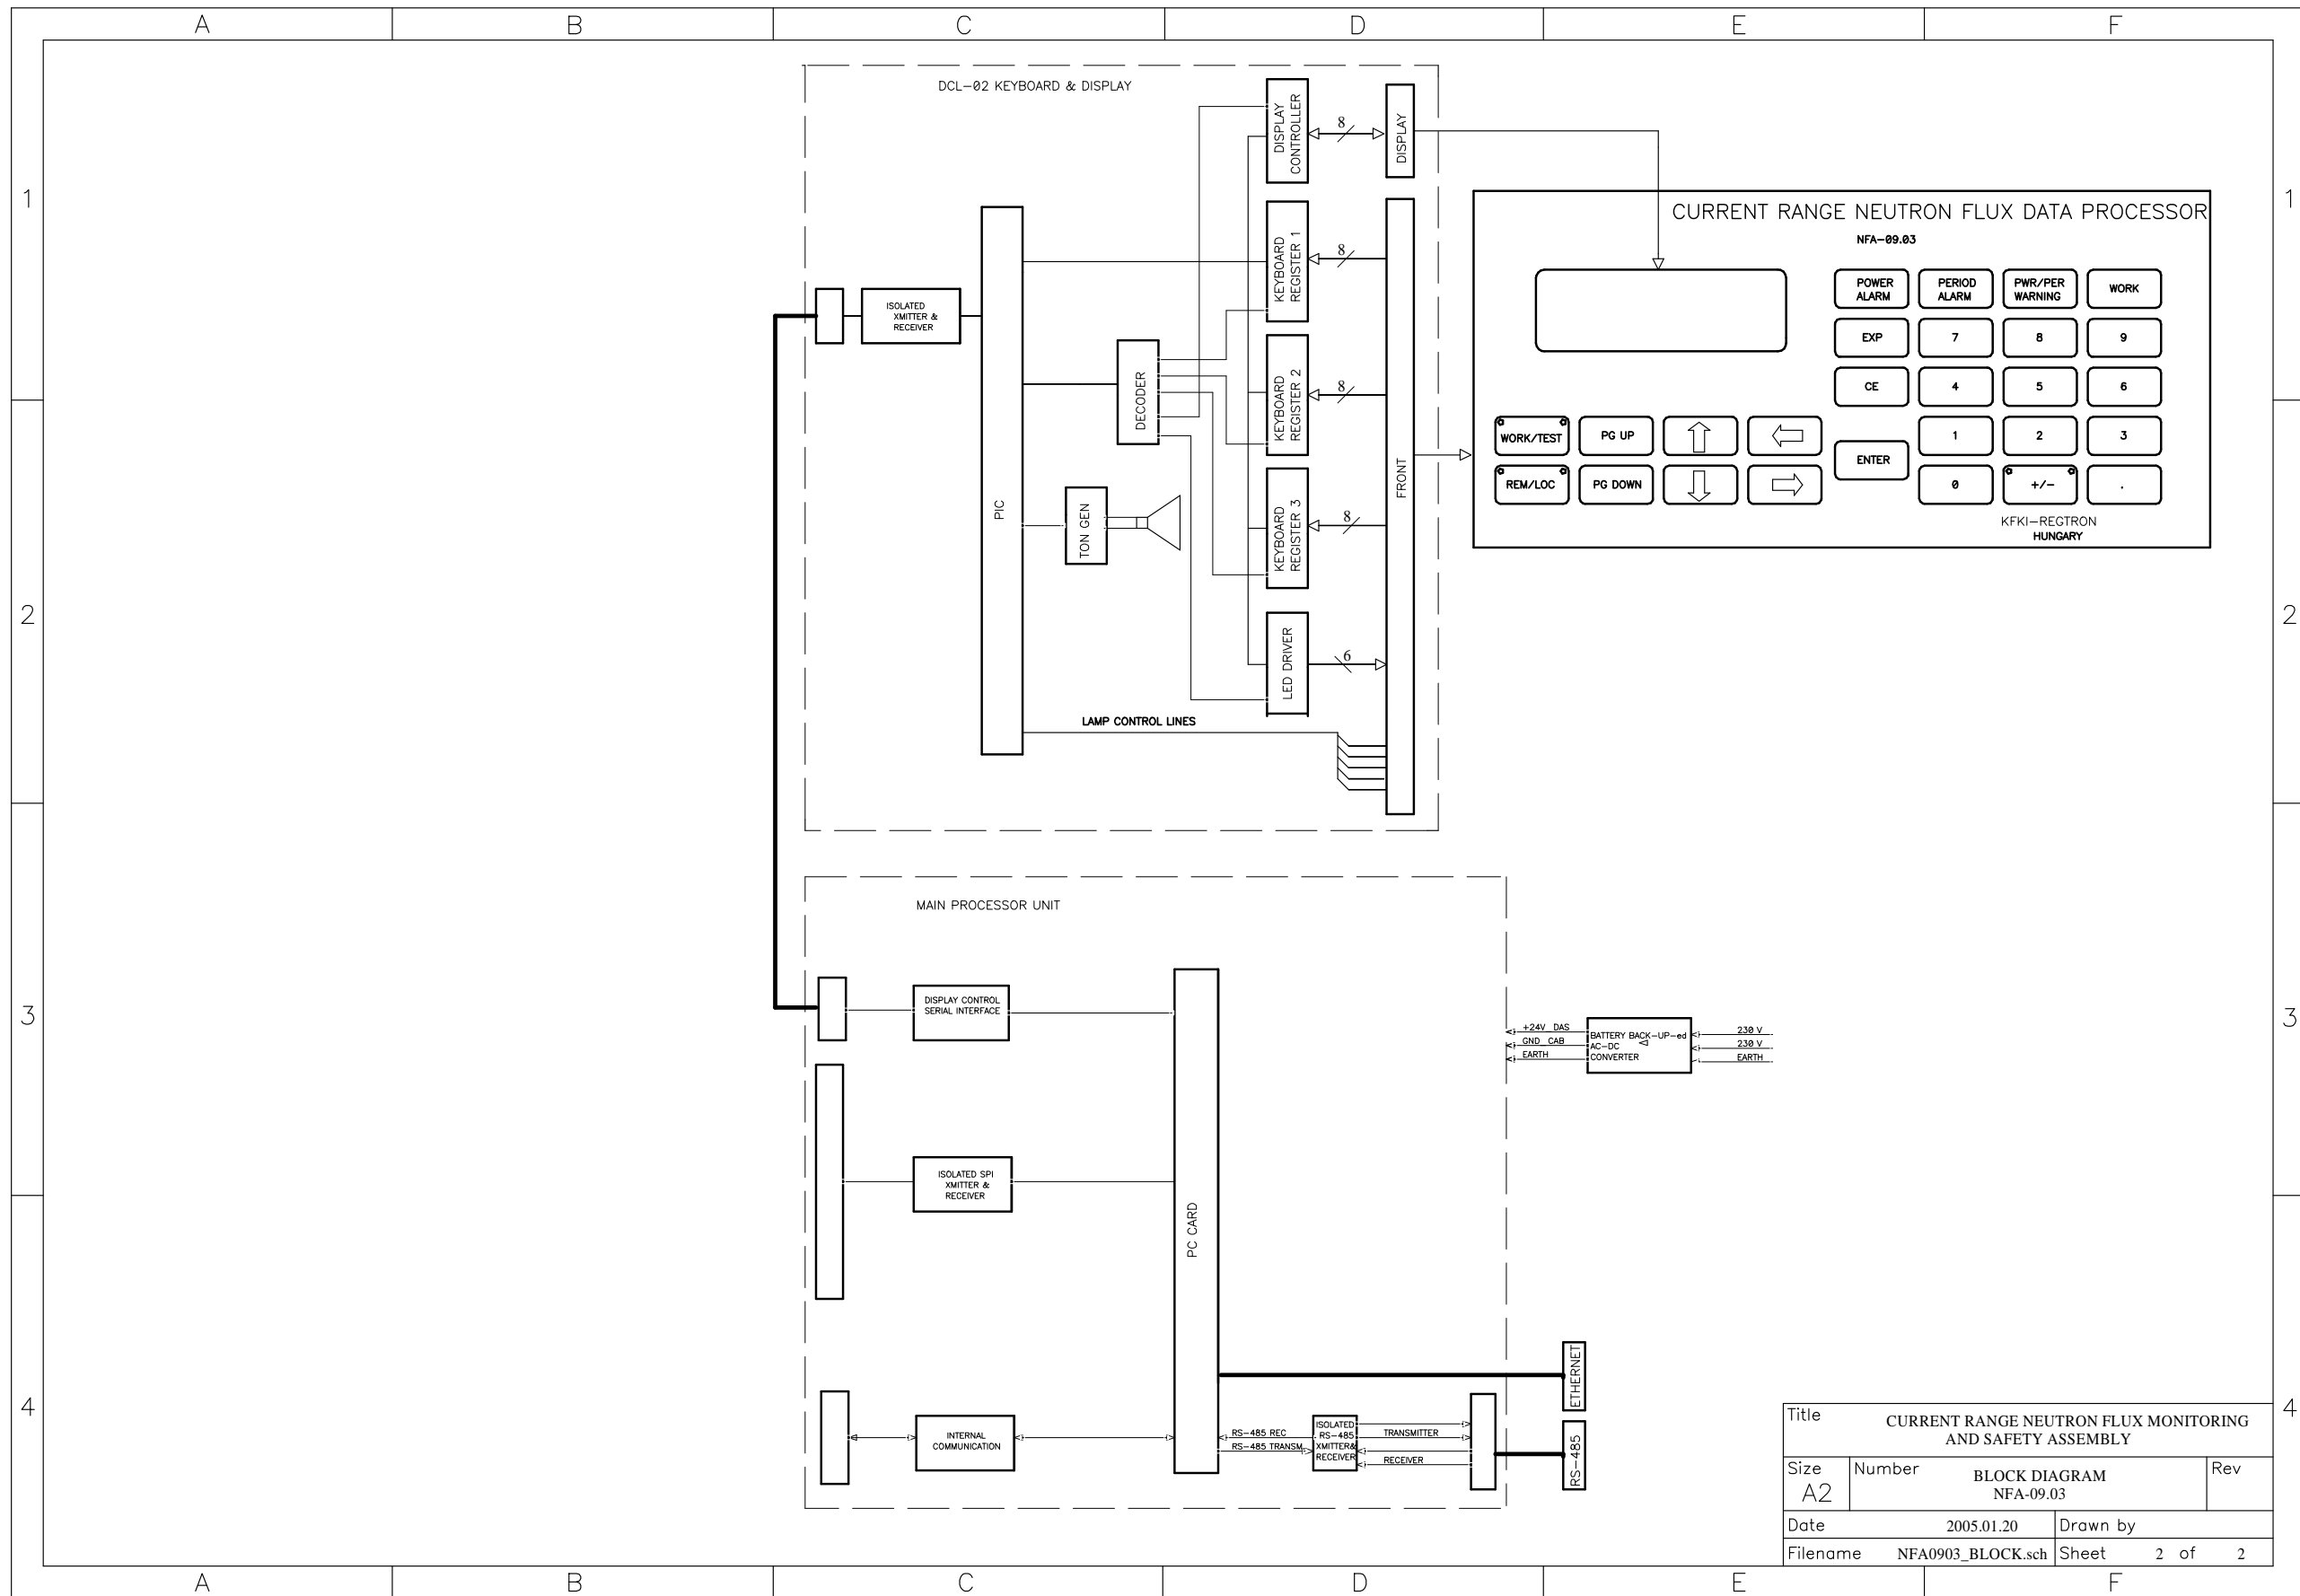 A B C D E F
1
1
2
2
3
3
4
4
DCL-02 KEYBOARD & DISPLAY
DISPLAY
CONTROLLER
8
DISPLAY
KEYBOARD
REGISTER 1
8
ISOLATED
XMITTER &
RECEIVER
DECODER
KEYBOARD
REGISTER 2
8
PIC
TON GEN
KEYBOARD
REGISTER 3
8
FRONT
LED DRIVER
6
LAMP CONTROL LINES
CURRENT RANGE NEUTRON FLUX DATA PROCESSOR
NFA-09.03
POWER
ALARM
PERIOD
ALARM
PWR/PER
WARNING
WORK
EXP
7
8
9
CE
4
5
6
WORK/TEST
PG UP
1
2
3
ENTER
REM/LOC
PG DOWN
0
+/-
.
KFKI-REGTRON
HUNGARY
MAIN PROCESSOR UNIT
DISPLAY CONTROL
SERIAL INTERFACE
ISOLATED SPI
XMITTER &
RECEIVER
PC CARD
INTERNAL
COMMUNICATION
+24V_DAS
GND_CAB
EARTH
BATTERY BACK-UP-ed
AC-DC
CONVERTER
230 V
230 V
EARTH
ETHERNET
RS-485 REC
RS-485 TRANSM.
ISOLATED
RS-485
XMITTER&
RECEIVER
TRANSMITTER
RECEIVER
RS-485
Title
CURRENT RANGE NEUTRON FLUX MONITORING
AND SAFETY ASSEMBLY
Size
A2
Number
BLOCK DIAGRAM
NFA-09.03
Rev
Date 2005.01.20
Drawn by
Filename NFA0903_BLOCK.sch
Sheet 2 of 2
A B C D E F